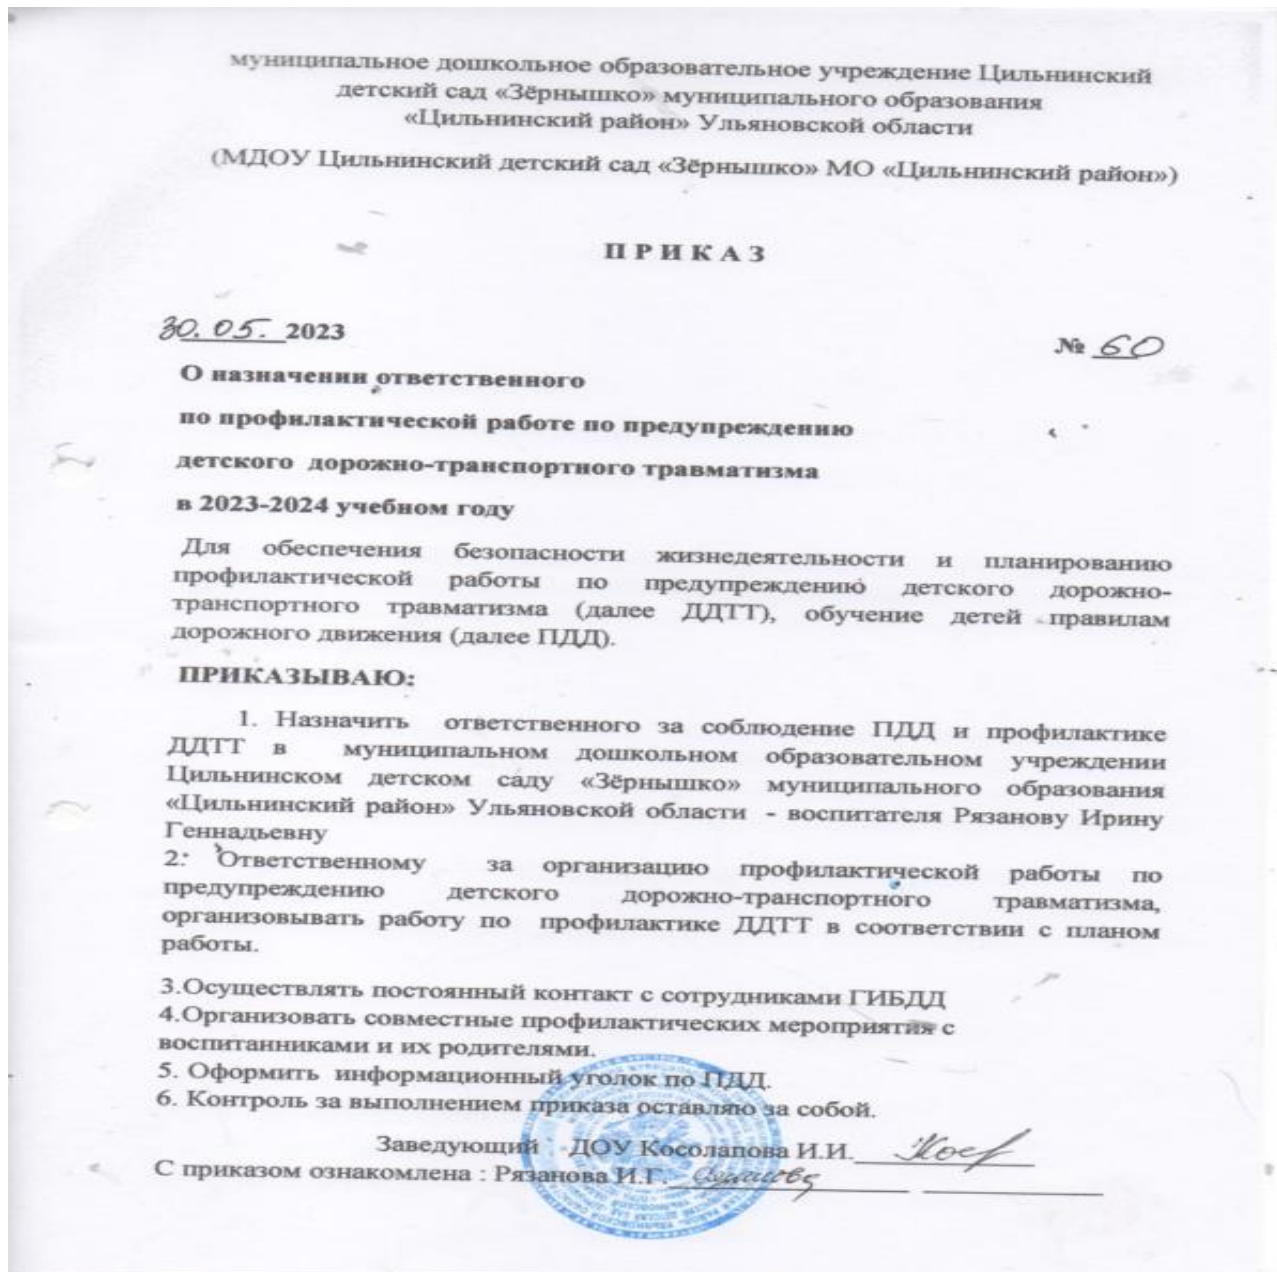 муниципальное дошкольное образовательное учреждение Цильнинский
детский сад «Зёрнышко» муниципального образования
«Цильнинский район» Ульяновской области
(МДОУ Цильнинский детский сад «Зёрнышко» МО «Цильнинский район»)
П Р И К А З
30.05. 2023
№ 60
О назначении ответственного
по профилактической работе по предупреждению
детского дорожно-транспортного травматизма
в 2023-2024 учебном году
Для обеспечения безопасности жизнедеятельности и планированию
профилактической работы по предупреждению детского дорожно-
транспортного травматизма (далее ДДТТ), обучение детей правилам
дорожного движения (далее ПДД).
ПРИКАЗЫВАЮ:
1. Назначить ответственного за соблюдение ПДД и профилактике
ДДТТ в муниципальном дошкольном образовательном учреждении
Цильнинском детском саду «Зёрнышко» муниципального образования
«Цильнинский район» Ульяновской области - воспитателя Рязанову Ирину
Геннадьевну
2. Ответственному за организацию профилактической работы по
предупреждению детского дорожно-транспортного травматизма,
организовывать работу по профилактике ДДТТ в соответствии с планом
работы.
3.Осуществлять постоянный контакт с сотрудниками ГИБДД
4.Организовать совместные профилактических мероприятия с
воспитанниками и их родителями.
5. Оформить информационный уголок по ПДД.
6. Контроль за выполнением приказа оставляю за собой.
Заведующий ДОУ Косолапова И.И.
С приказом ознакомлена : Рязанова И.Г.